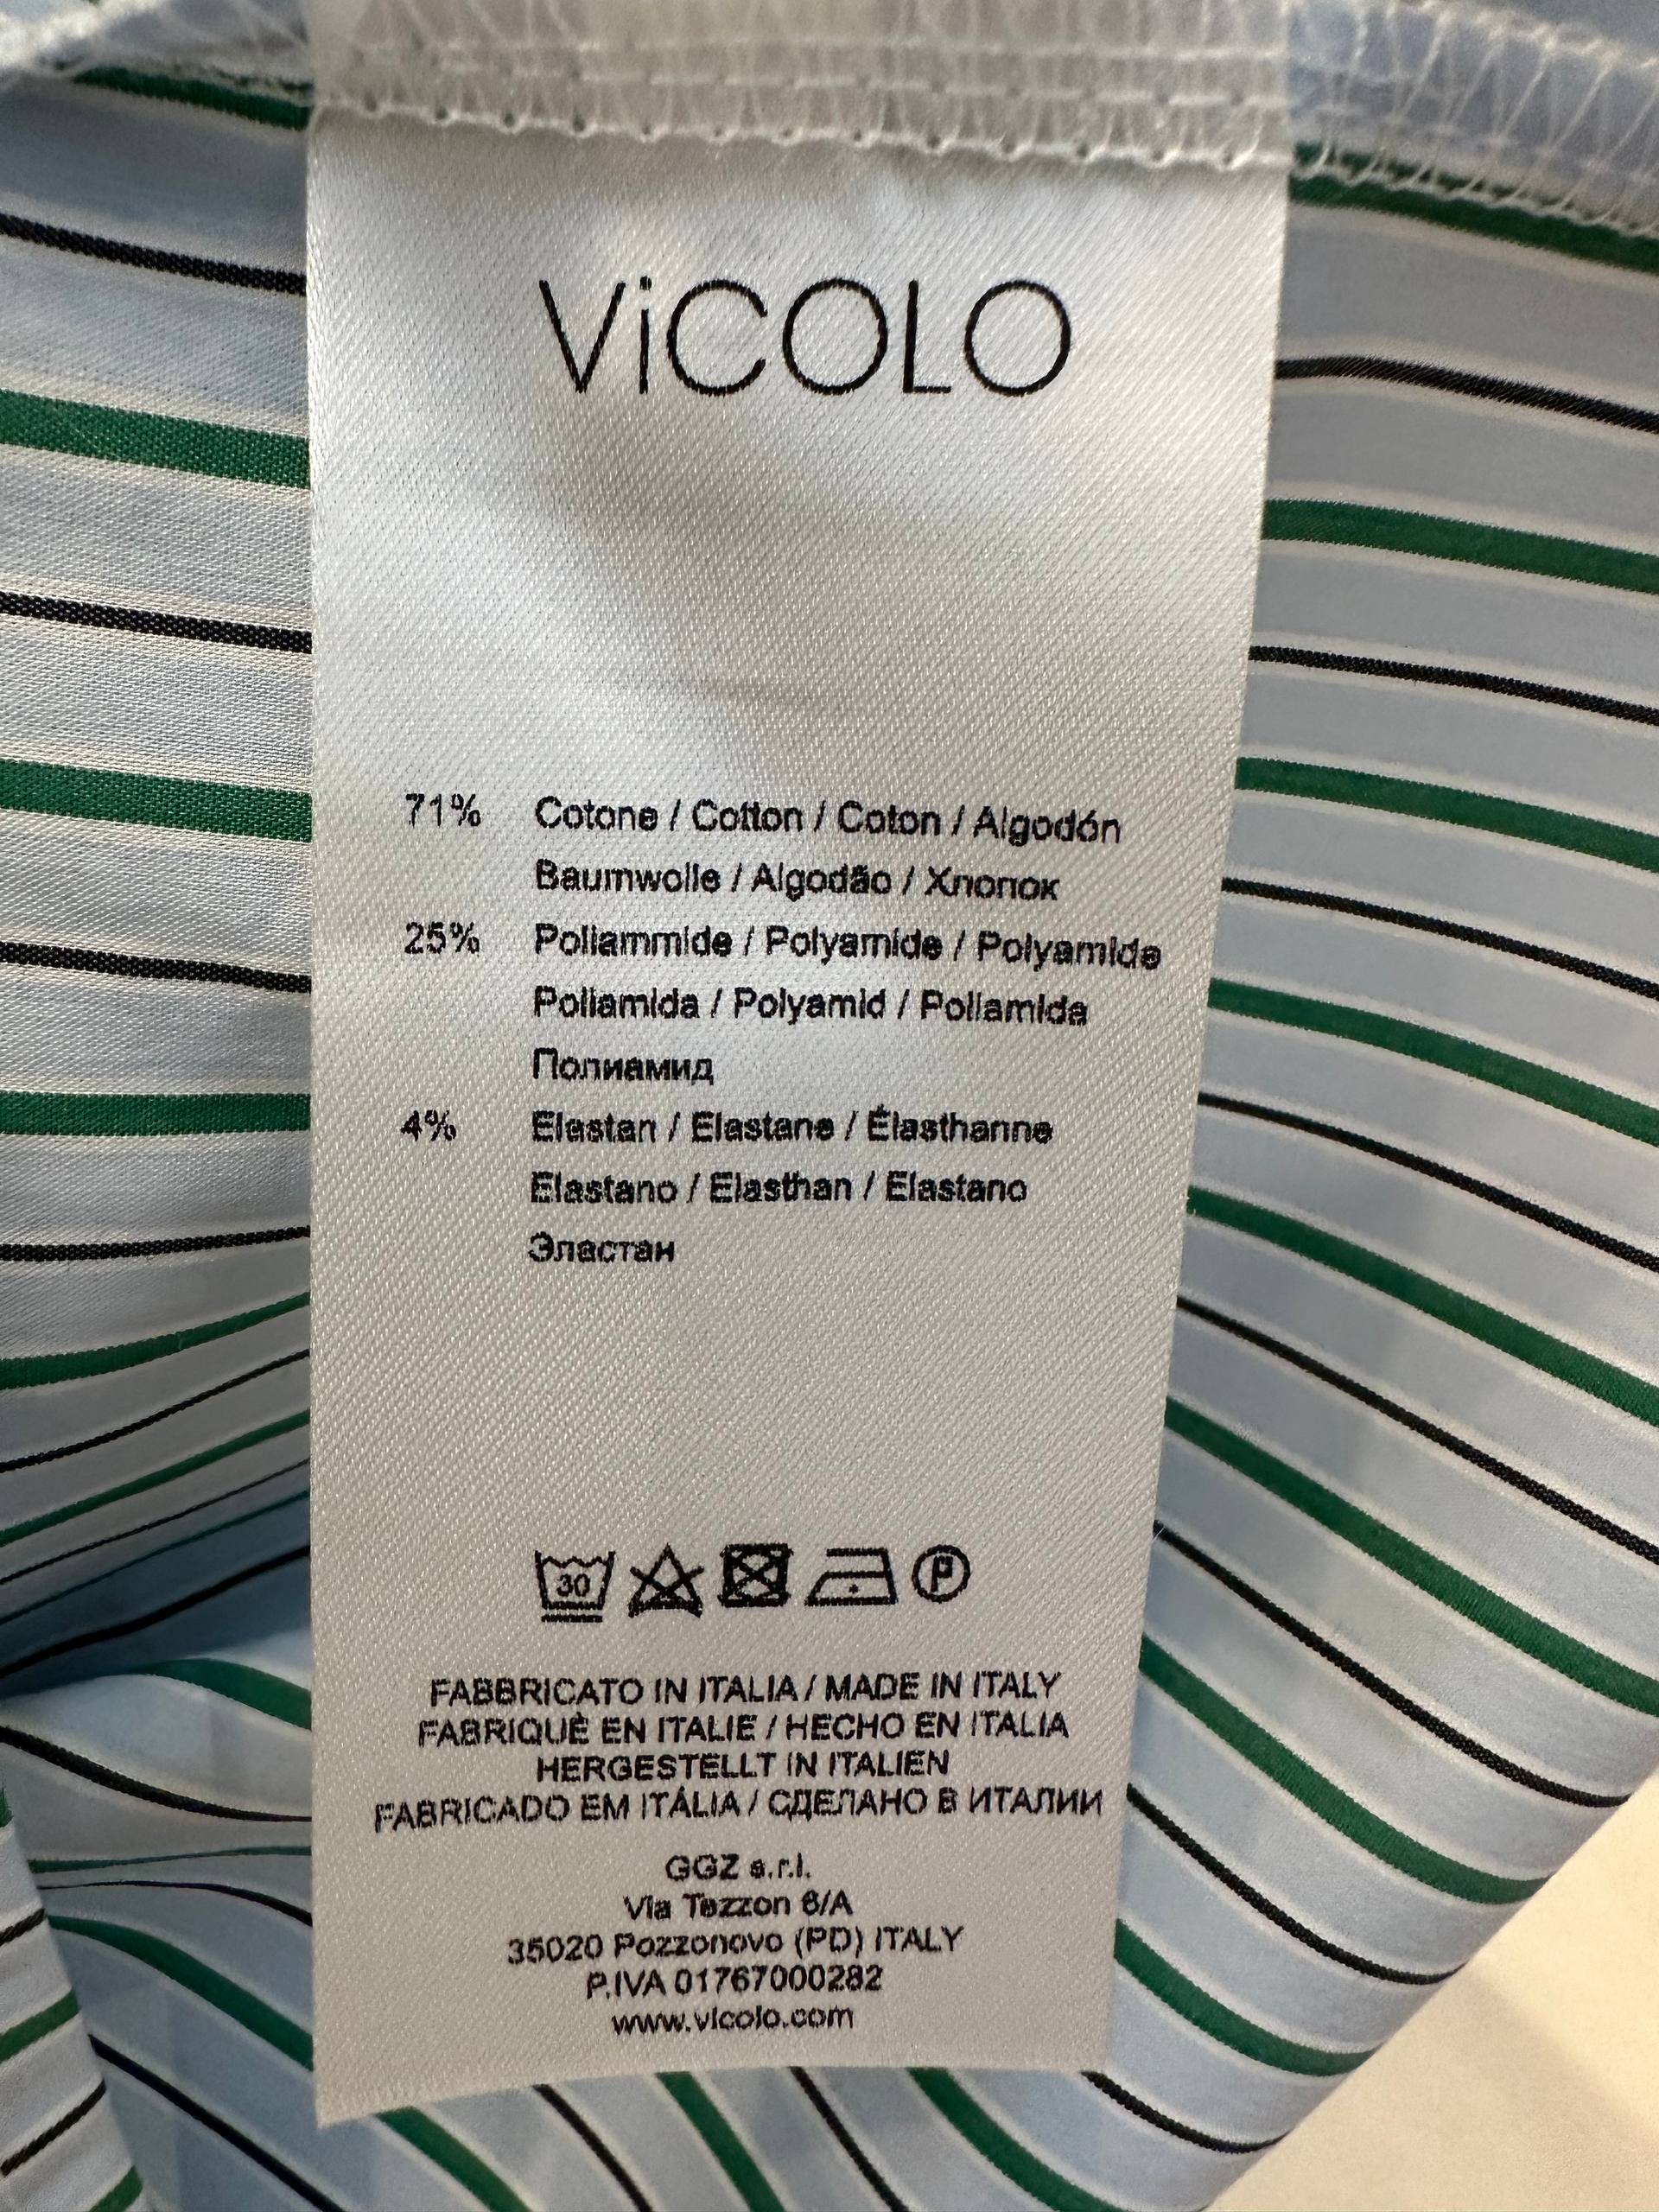 ViCOLO
71% Cotone / Cotton / Coton / Algodón
Baumwolle / Algodão / Хлопок
25% Poliammide / Polyamide / Polyamide
Poliamida / Polyamid / Poliamida
Полиамид
4% Elastan / Elastane / Élasthanne
Elastano / Elasthan / Elastano
Эластан
30
P
FABBRICATO IN ITALIA / MADE IN ITALY
FABRIQUÈ EN ITALIE / HECHO EN ITALIA
HERGESTELLT IN ITALIEN
FABRICADO EM ITÁLIA / СДЕЛАНО В ИТАЛИИ
GGZ s.r.l.
Via Tezzon 6/A
35020 Pozzonovo (PD) ITALY
P.IVA 01767000282
www.vicolo.com